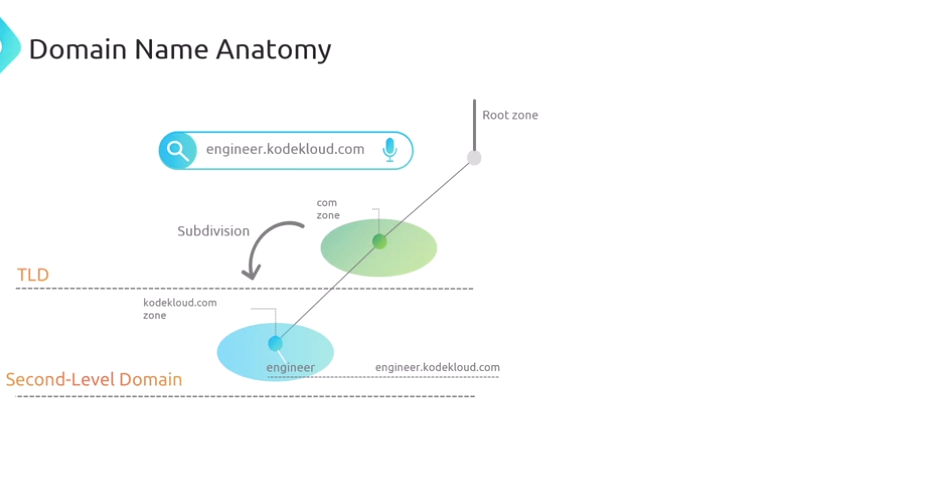 Domain Name Anatomy
Root zone
engineer.kodekloud.com
com
zone
Subdivision
TLD
kodekloud.com
zone
engineer
engineer.kodekloud.com
Second-Level Domain